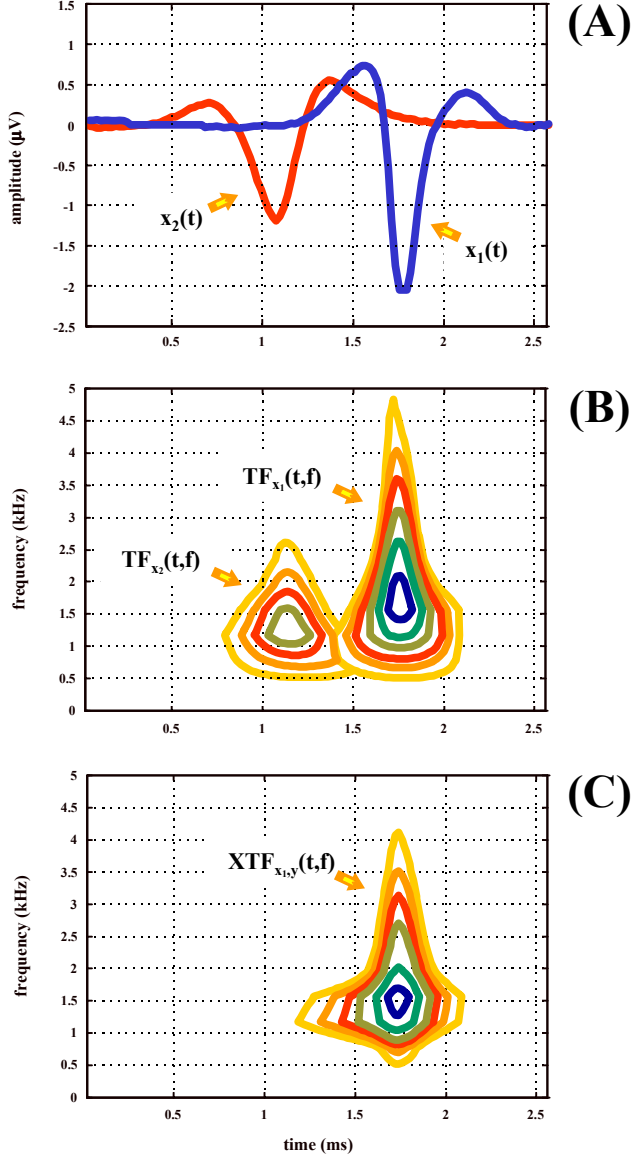 (A)
1.5
1
0.5
0
-0.5
-1
-1.5
-2
-2.5
amplitude (µV)
x₂(t)
x₁(t)
0.5 1 1.5 2 2.5
(B)
5
4.5
4
3.5
3
2.5
2
1.5
1
0.5
0
frequency (kHz)
TFₓ₁(t,f)
TFₓ₂(t,f)
0.5 1 1.5 2 2.5
(C)
5
4.5
4
3.5
3
2.5
2
1.5
1
0.5
0
frequency (kHz)
XTFₓ₁,y(t,f)
0.5 1 1.5 2 2.5
time (ms)